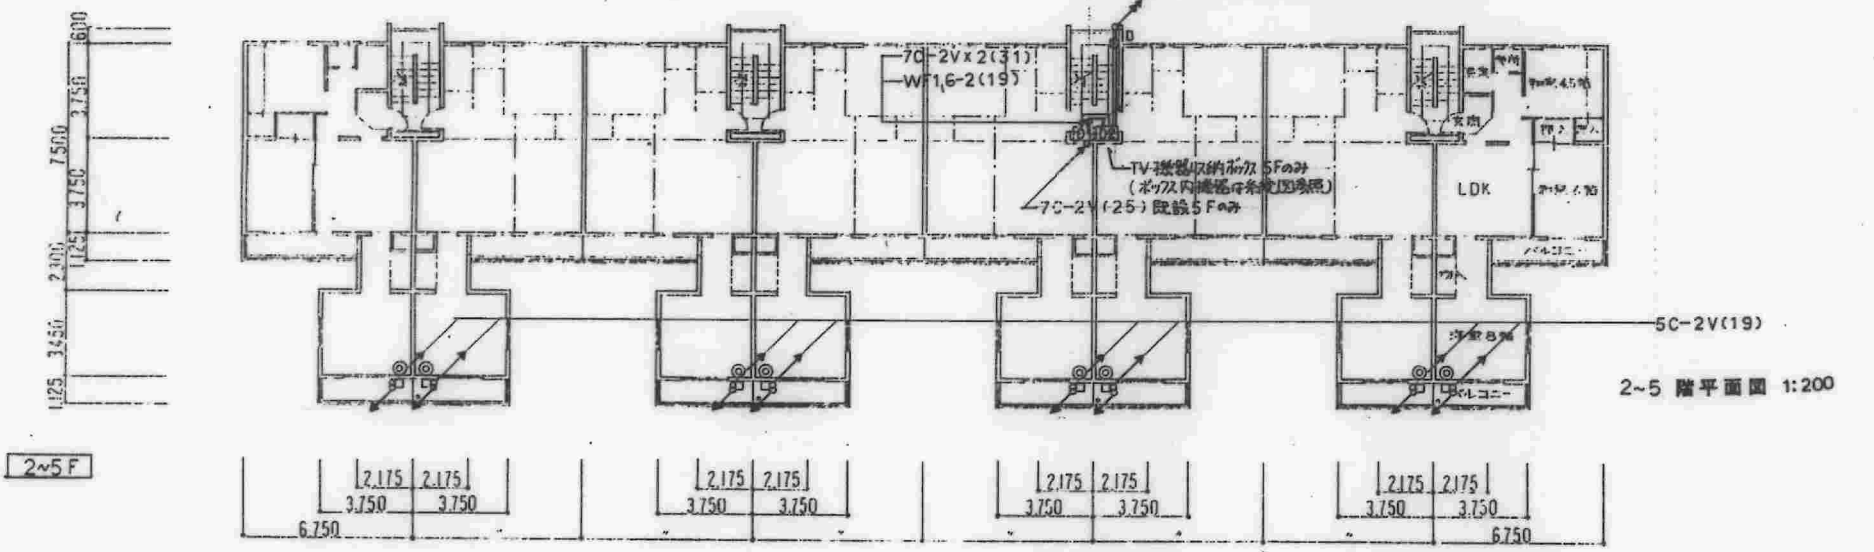 600
3.750
7.500
3.750
2.300
1.125
3.450
1.125
7C-2V×2(31)
WF1,6-2(19)
TV機器収納ボックス5Fのみ
(ボックス内機器は系統図参照)
7C-2V(25)既設5Fのみ
和室4.5帖
玄関
LDK
バルコニー
5C-2V(19)
洋室8帖
バルコニー
2~5 階平面図 1:200
2~5F
2.175 2.175 2.175 2.175 2.175 2.175 2.175 2.175
3.750 3.750 3.750 3.750 3.750 3.750 3.750 3.750
6.750 6.750